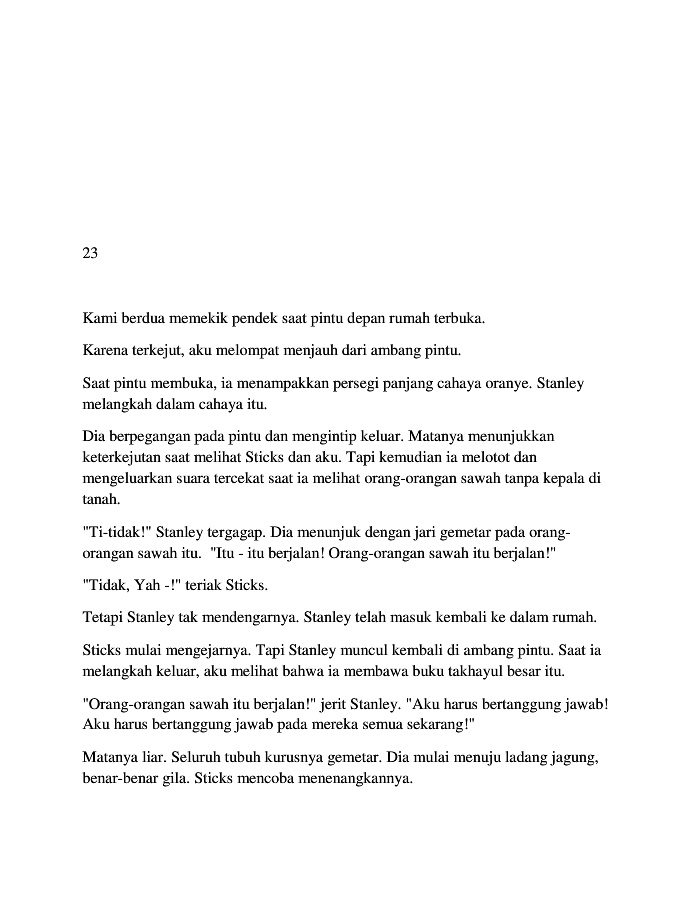 23
Kami berdua memekik pendek saat pintu depan rumah terbuka.
Karena terkejut, aku melompat menjauh dari ambang pintu.
Saat pintu membuka, ia menampakkan persegi panjang cahaya oranye. Stanley
melangkah dalam cahaya itu.
Dia berpegangan pada pintu dan mengintip keluar. Matanya menunjukkan
keterkejutan saat melihat Sticks dan aku. Tapi kemudian ia melotot dan
mengeluarkan suara tercekat saat ia melihat orang-orangan sawah tanpa kepala di
tanah.
"Ti-tidak!" Stanley tergagap. Dia menunjuk dengan jari gemetar pada orang-
orangan sawah itu.  "Itu - itu berjalan! Orang-orangan sawah itu berjalan!"
"Tidak, Yah -!" teriak Sticks.
Tetapi Stanley tak mendengarnya. Stanley telah masuk kembali ke dalam rumah.
Sticks mulai mengejarnya. Tapi Stanley muncul kembali di ambang pintu. Saat ia
melangkah keluar, aku melihat bahwa ia membawa buku takhayul besar itu.
"Orang-orangan sawah itu berjalan!" jerit Stanley. "Aku harus bertanggung jawab!
Aku harus bertanggung jawab pada mereka semua sekarang!"
Matanya liar. Seluruh tubuh kurusnya gemetar. Dia mulai menuju ladang jagung,
benar-benar gila. Sticks mencoba menenangkannya.